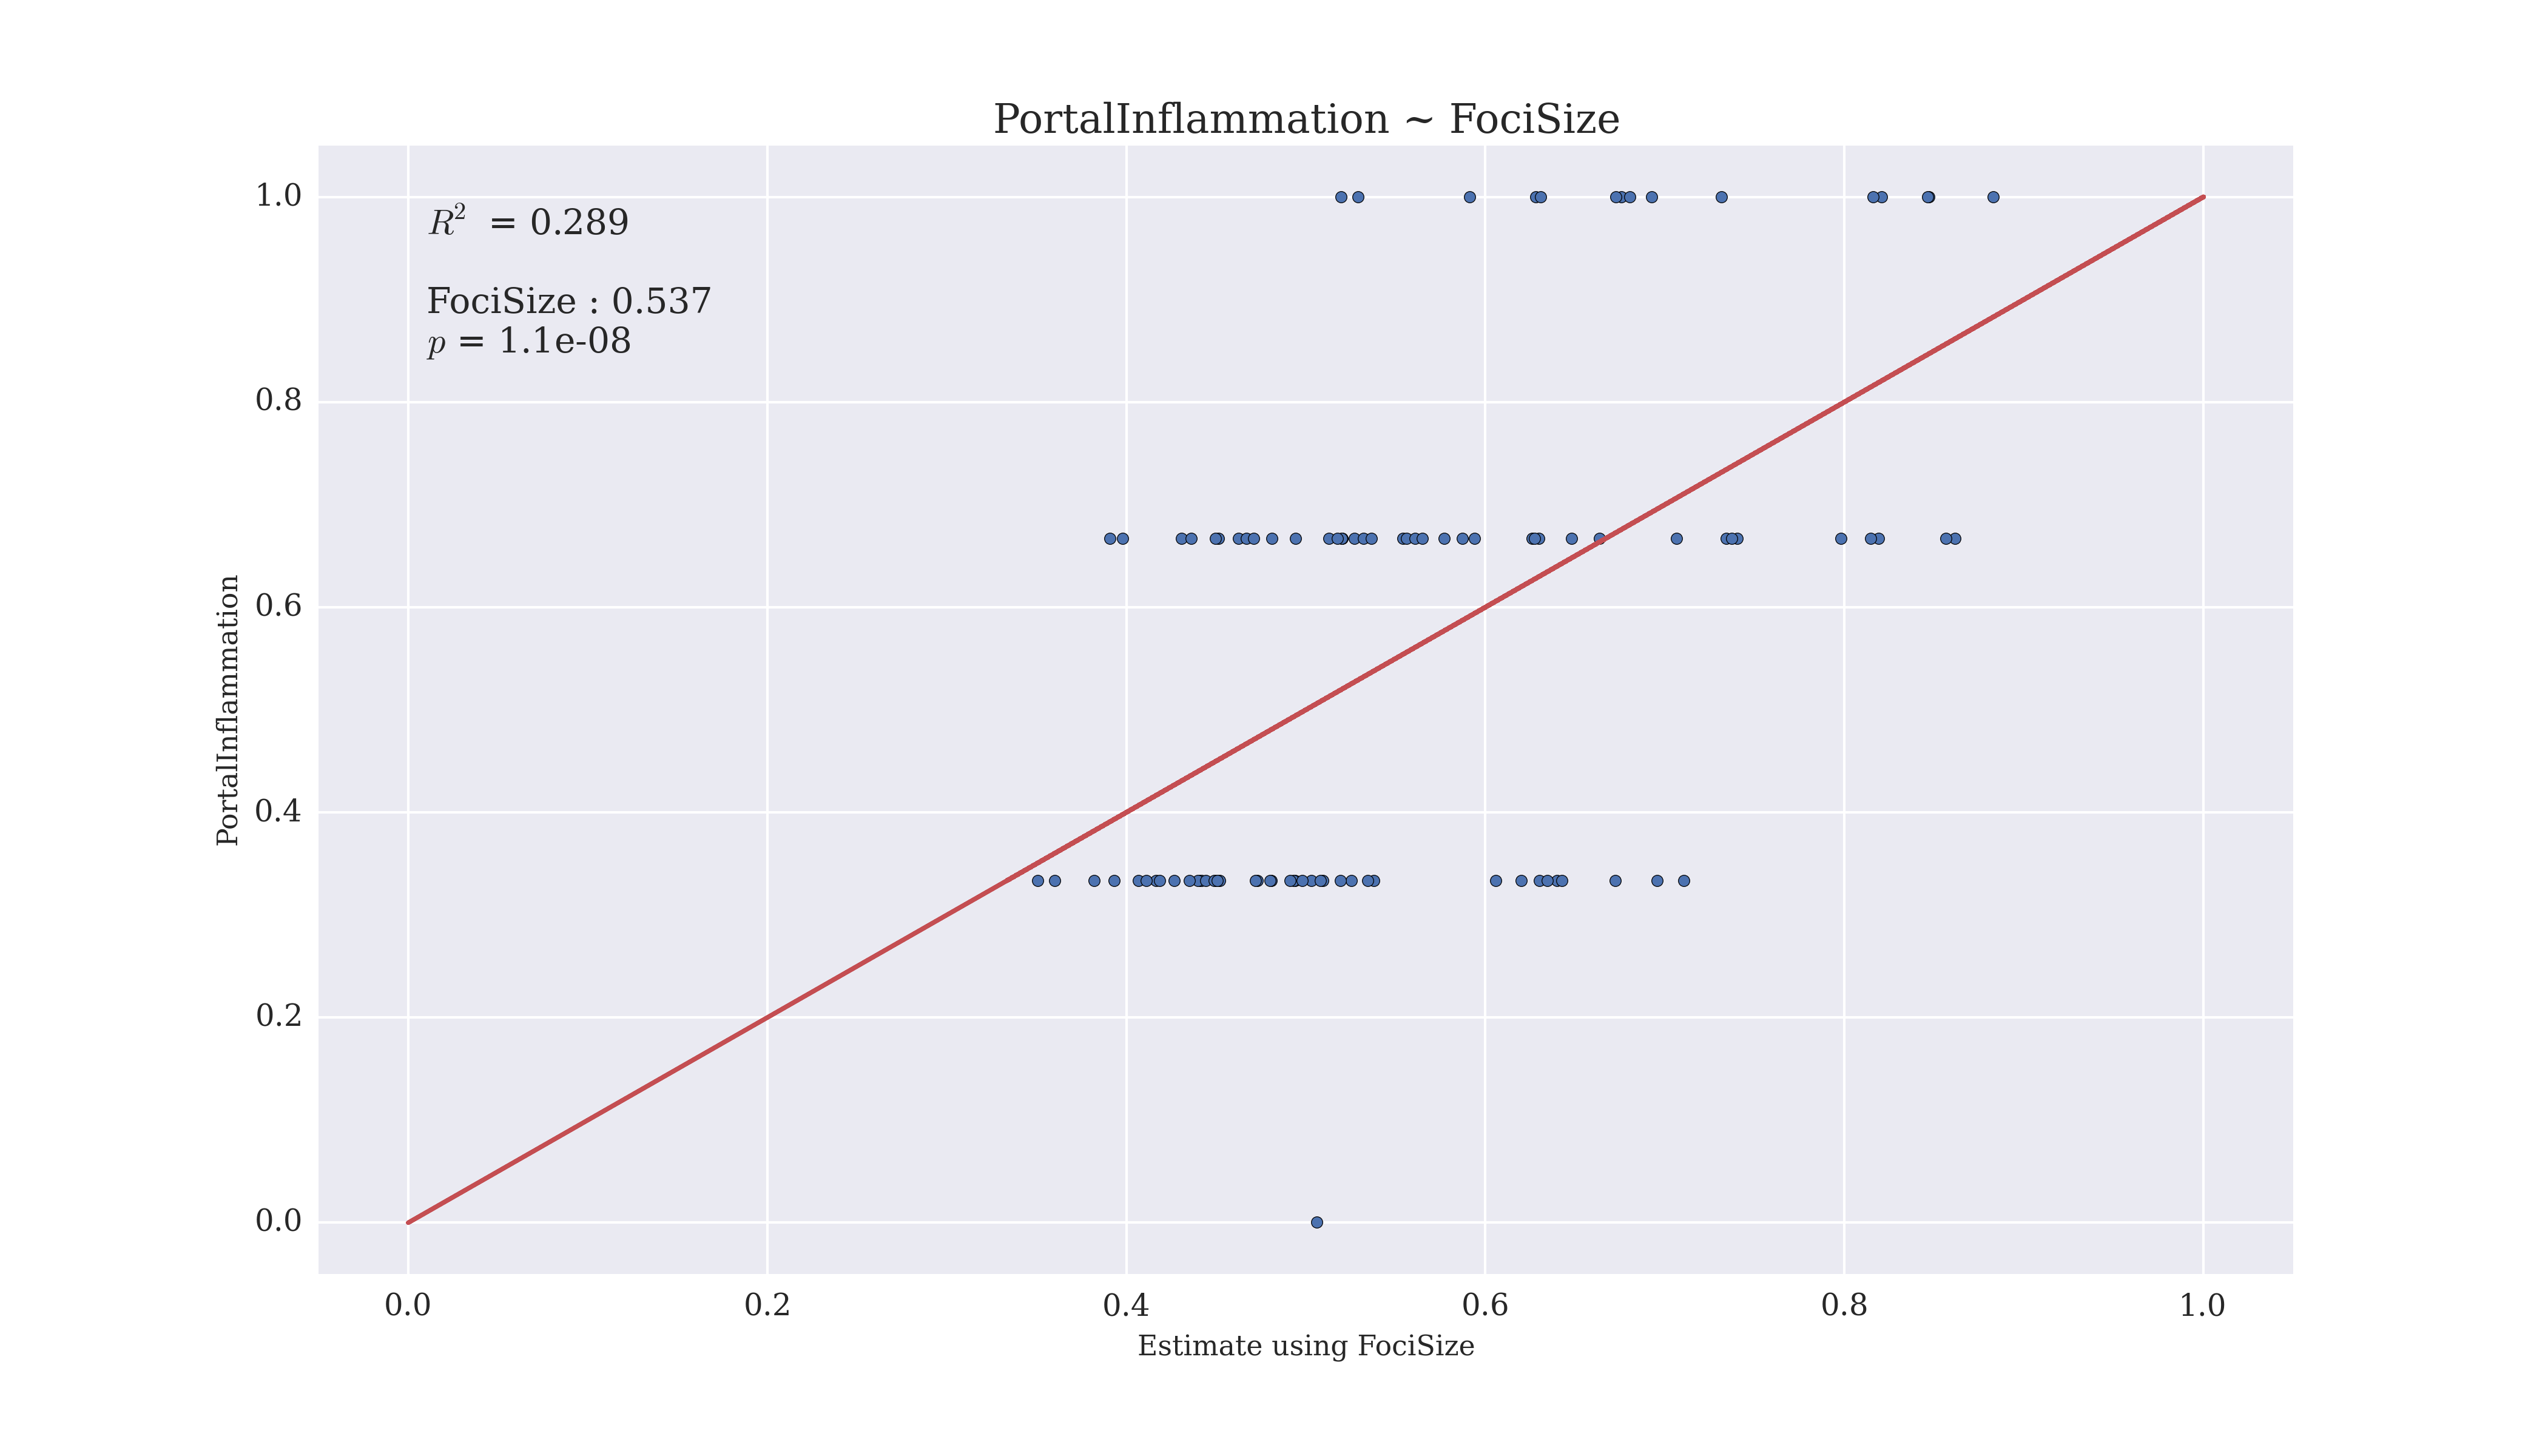 PortalInflammation ~ FociSize
1.0
0.8
0.6
0.4
0.2
0.0
PortalInflammation
R² = 0.289
FociSize : 0.537
p = 1.1e-08
0.0 0.2 0.4 0.6 0.8 1.0
Estimate using FociSize